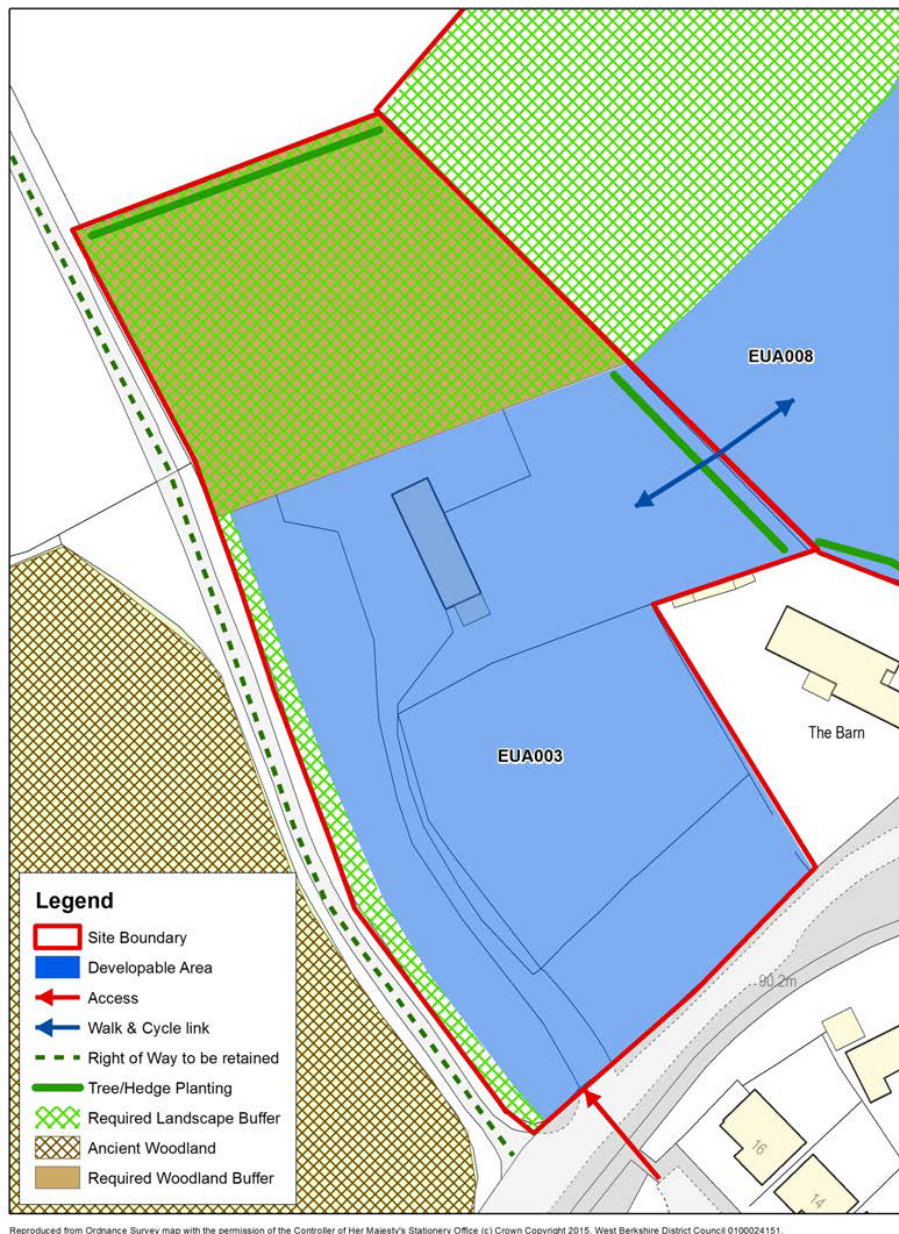 EUA008
The Barn
EUA003
90.2m
16
14
Legend
Site Boundary
Developable Area
Access
Walk & Cycle link
Right of Way to be retained
Tree/Hedge Planting
Required Landscape Buffer
Ancient Woodland
Required Woodland Buffer
Reproduced from Ordnance Survey map with the permission of the Controller of Her Majesty's Stationery Office (c) Crown Copyright 2015. West Berkshire District Council 0100024151.